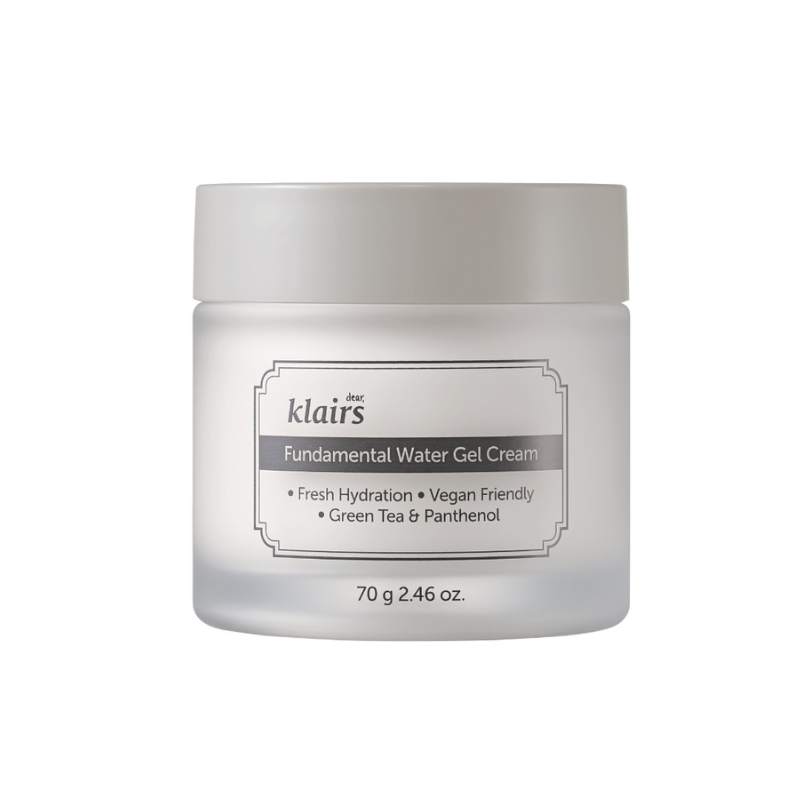 dear,
klairs
Fundamental Water Gel Cream
• Fresh Hydration • Vegan Friendly
• Green Tea & Panthenol
70 g 2.46 oz.